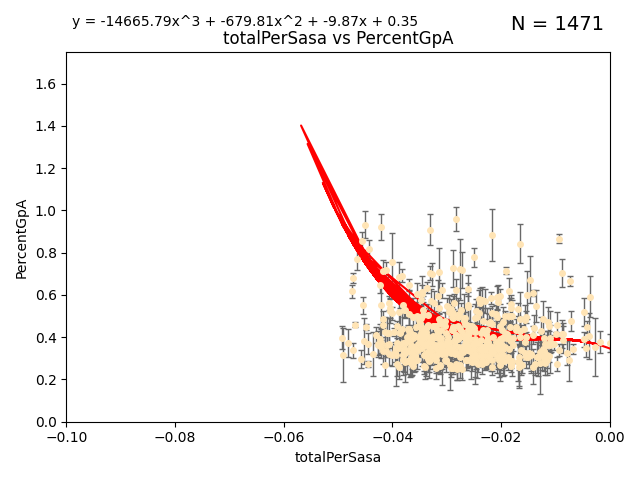 y = -14665.79x^3 + -679.81x^2 + -9.87x + 0.35
N = 1471
totalPerSasa vs PercentGpA
1.6
1.4
1.2
1.0
0.8
0.6
0.4
0.2
0.0
PercentGpA
−0.10 −0.08 −0.06 −0.04 −0.02 0.00
totalPerSasa